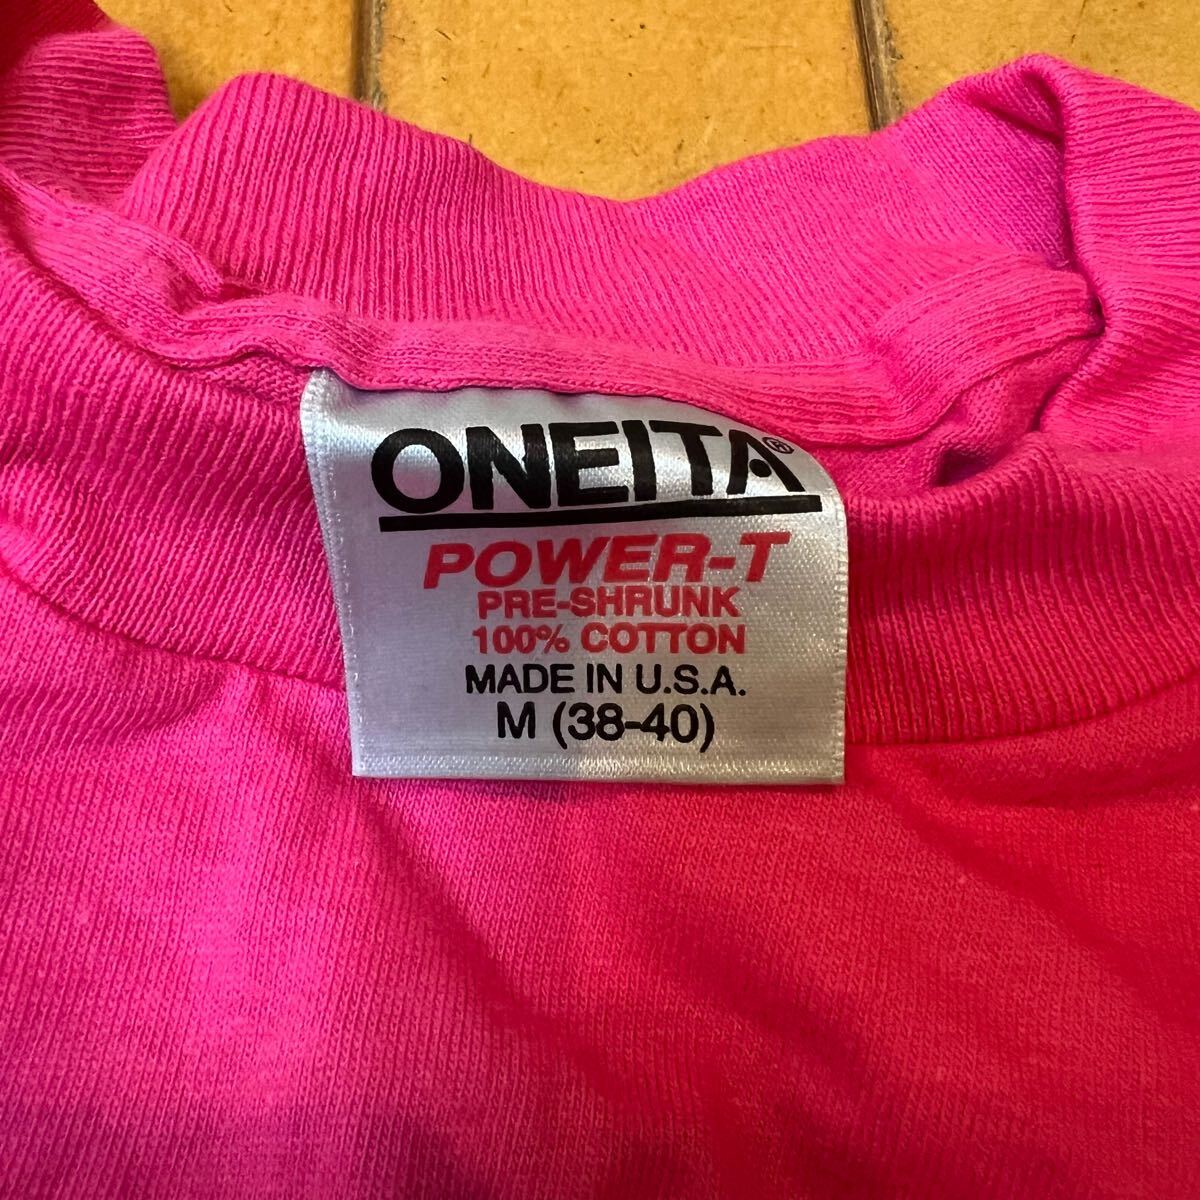 ONEITA®
POWER-T
PRE-SHRUNK
100% COTTON
MADE IN U.S.A.
M (38-40)